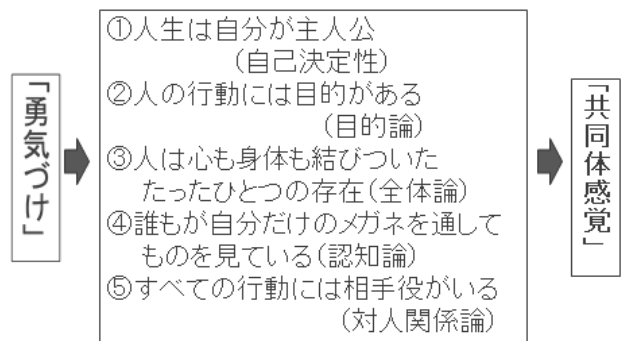 「勇気づけ」
①人生は自分が主人公
(自己決定性)
②人の行動には目的がある
(目的論)
③人は心も身体も結びついた
たったひとつの存在(全体論)
④誰もが自分だけのメガネを通して
ものを見ている(認知論)
⑤すべての行動には相手役がいる
(対人関係論)
「共同体感覚」